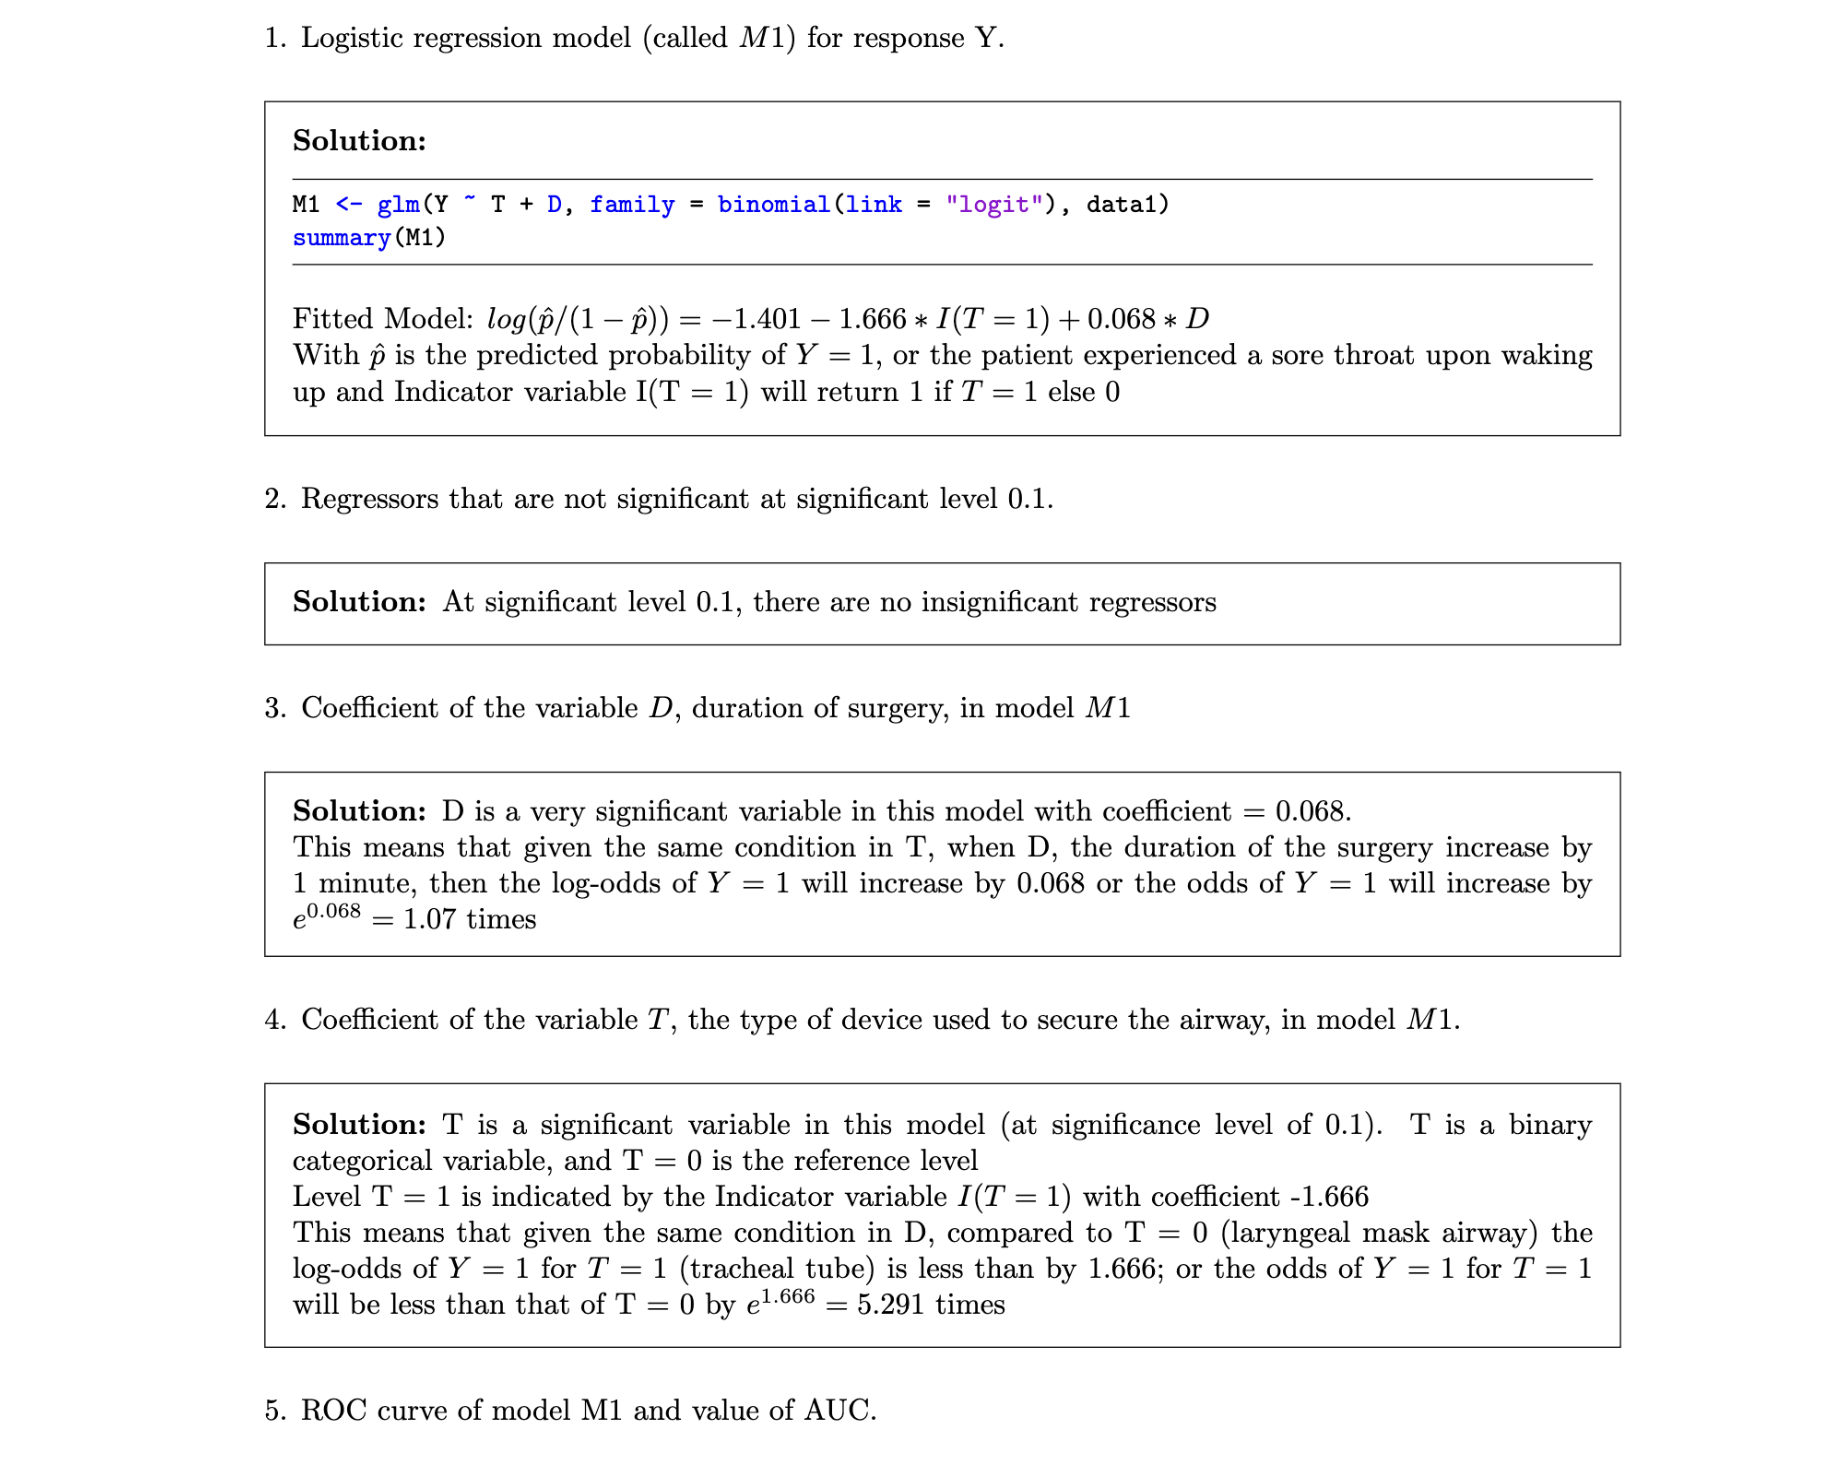 1. Logistic regression model (called M1) for response Y.
Solution:
M1 <- glm(Y ~ T + D, family = binomial(link = "logit"), data1)
summary(M1)
Fitted Model: log(p̂/(1 − p̂)) = −1.401 − 1.666 ∗ I(T = 1) + 0.068 ∗ D
With p̂ is the predicted probability of Y = 1, or the patient experienced a sore throat upon waking
up and Indicator variable I(T = 1) will return 1 if T = 1 else 0
2. Regressors that are not significant at significant level 0.1.
Solution: At significant level 0.1, there are no insignificant regressors
3. Coefficient of the variable D, duration of surgery, in model M1
Solution: D is a very significant variable in this model with coefficient = 0.068.
This means that given the same condition in T, when D, the duration of the surgery increase by
1 minute, then the log-odds of Y = 1 will increase by 0.068 or the odds of Y = 1 will increase by
e^0.068 = 1.07 times
4. Coefficient of the variable T, the type of device used to secure the airway, in model M1.
Solution: T is a significant variable in this model (at significance level of 0.1). T is a binary
categorical variable, and T = 0 is the reference level
Level T = 1 is indicated by the Indicator variable I(T = 1) with coefficient -1.666
This means that given the same condition in D, compared to T = 0 (laryngeal mask airway) the
log-odds of Y = 1 for T = 1 (tracheal tube) is less than by 1.666; or the odds of Y = 1 for T = 1
will be less than that of T = 0 by e^1.666 = 5.291 times
5. ROC curve of model M1 and value of AUC.